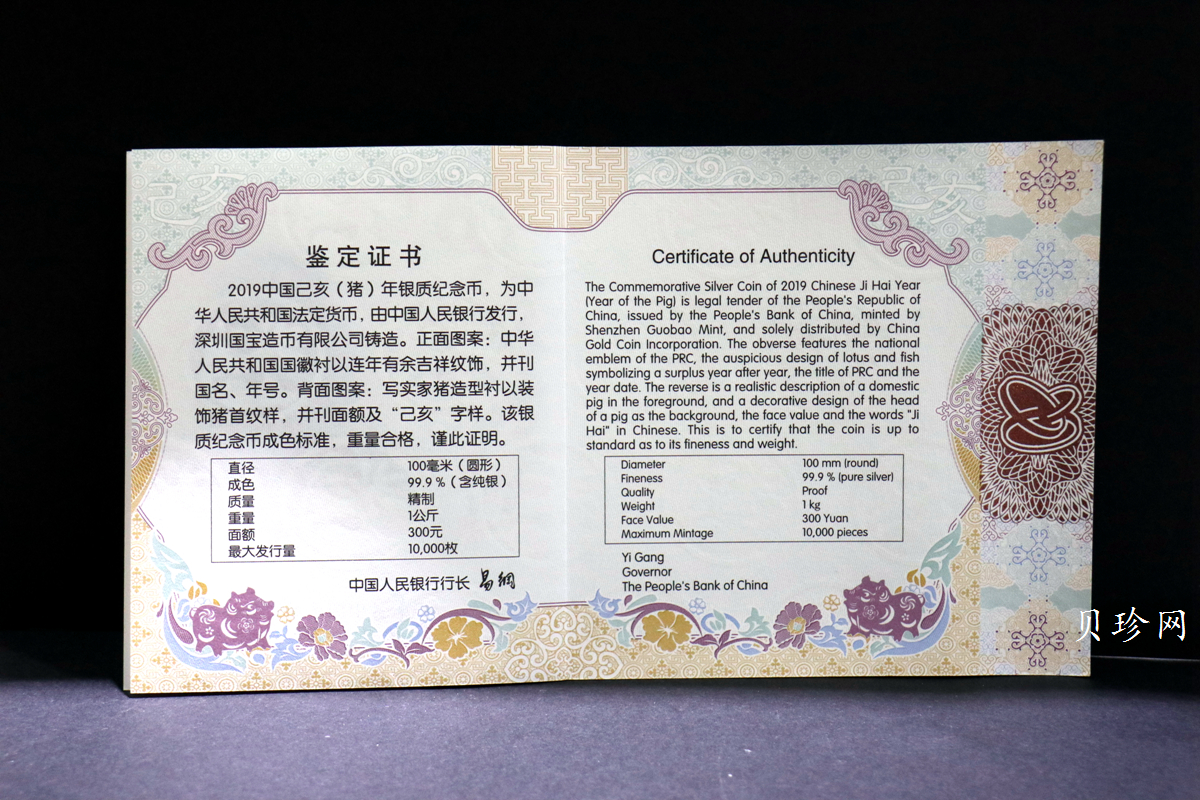 己亥
己亥
鉴定证书
2019中国己亥（猪）年银质纪念币，为中
华人民共和国法定货币，由中国人民银行发行，
深圳国宝造币有限公司铸造。正面图案：中华
人民共和国国徽衬以连年有余吉祥纹饰，并刊
国名、年号。背面图案：写实家猪造型衬以装
饰猪首纹样，并刊面额及“己亥”字样。该银
质纪念币成色标准，重量合格，谨此证明。
直径 100毫米（圆形）
成色 99.9 %（含纯银）
质量 精制
重量 1公斤
面额 300元
最大发行量 10,000枚
中国人民银行行长 易纲
Certificate of Authenticity
The Commemorative Silver Coin of 2019 Chinese Ji Hai Year
(Year of the Pig) is legal tender of the People's Republic of
China, issued by the People's Bank of China, minted by
Shenzhen Guobao Mint, and solely distributed by China
Gold Coin Incorporation. The obverse features the national
emblem of the PRC, the auspicious design of lotus and fish
symbolizing a surplus year after year, the title of PRC and the
year date. The reverse is a realistic description of a domestic
pig in the foreground, and a decorative design of the head
of a pig as the background, the face value and the words "Ji
Hai" in Chinese. This is to certify that the coin is up to
standard as to its fineness and weight.
Diameter 100 mm (round)
Fineness 99.9 % (pure silver)
Quality Proof
Weight 1 kg
Face Value 300 Yuan
Maximum Mintage 10,000 pieces
Yi Gang
Governor
The People's Bank of China
贝珍网